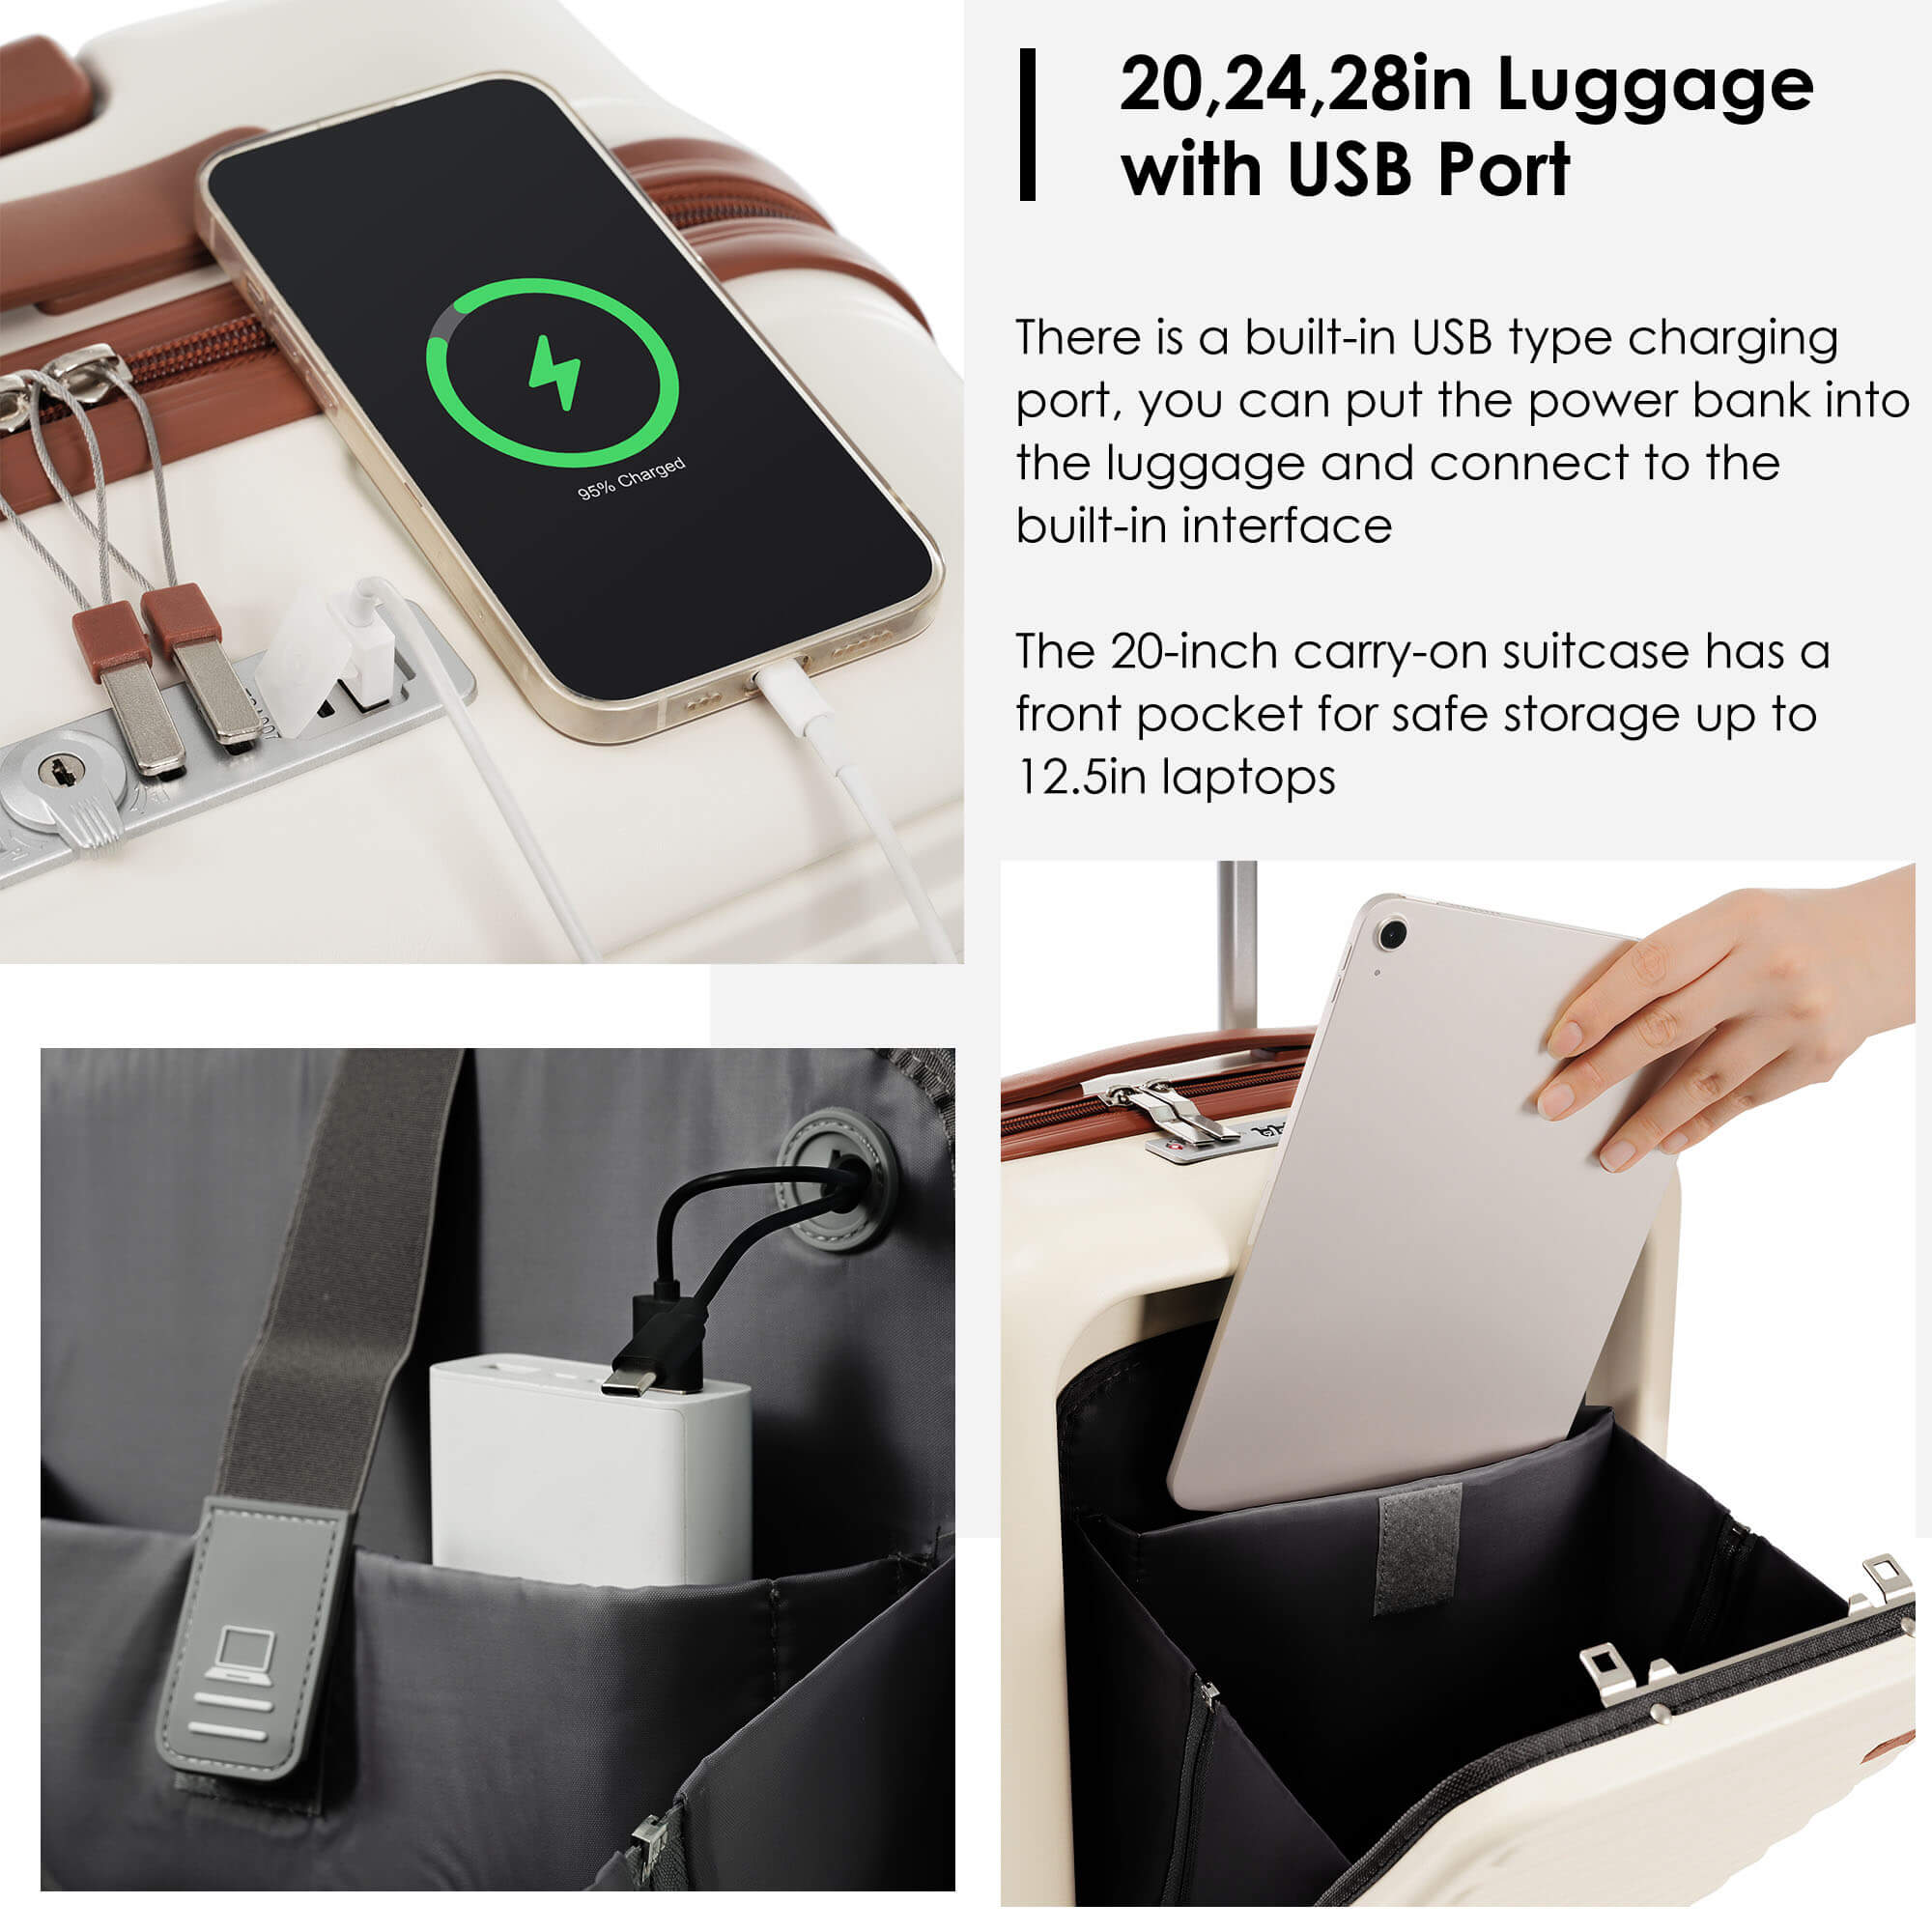 20,24,28in Luggage
with USB Port
There is a built-in USB type charging
port, you can put the power bank into
the luggage and connect to the
built-in interface
The 20-inch carry-on suitcase has a
front pocket for safe storage up to
12.5in laptops
95% Charged